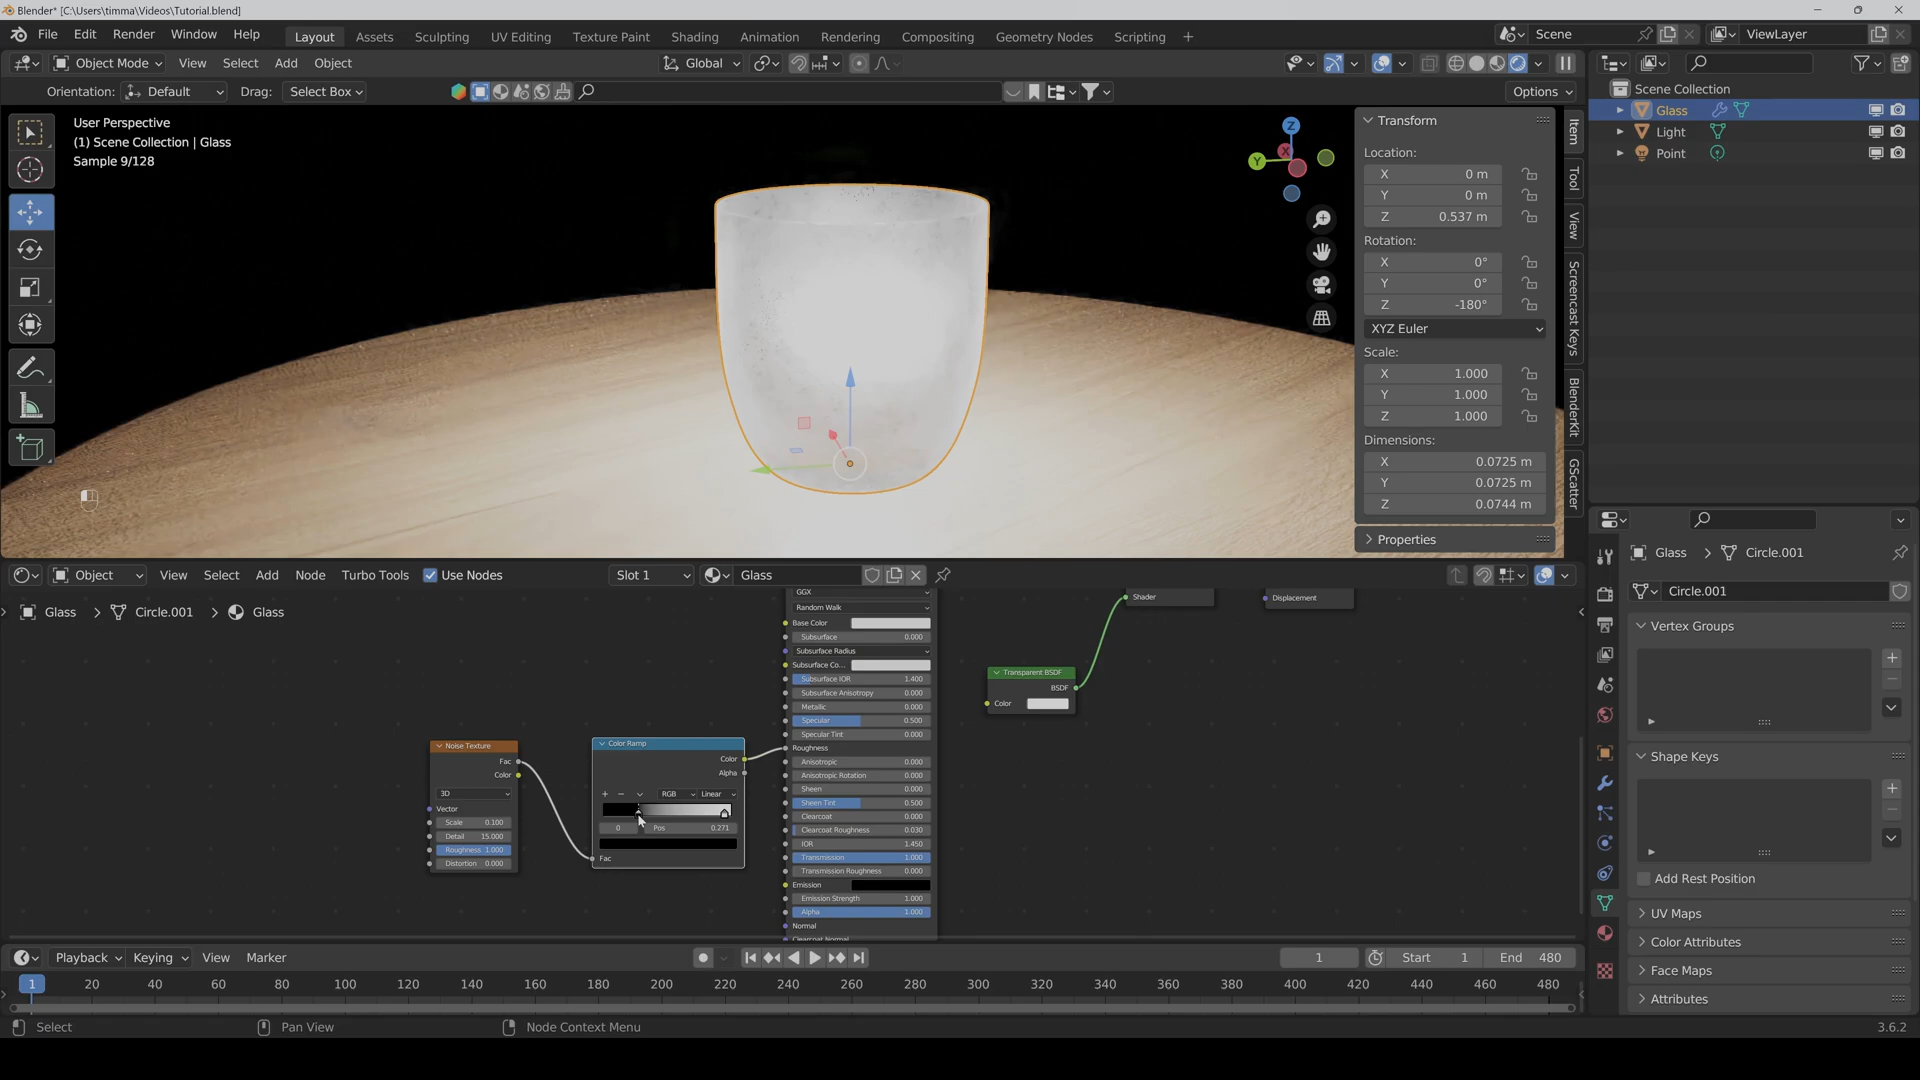 Blender* [C:\Users\timma\Videos\Tutorial.blend]
File Edit Render Window Help Layout Assets Sculpting UV Editing Texture Paint Shading Animation Rendering Compositing Geometry Nodes Scripting + Scene ViewLayer
Object Mode View Select Add Object Global
Orientation: Default Drag: Select Box Options
User Perspective
(1) Scene Collection | Glass
Sample 9/128
Z
X
Y
Transform
Location:
X 0 m
Y 0 m
Z 0.537 m
Rotation:
X 0°
Y 0°
Z -180°
XYZ Euler
Scale:
X 1.000
Y 1.000
Z 1.000
Dimensions:
X 0.0725 m
Y 0.0725 m
Z 0.0744 m
Properties
Item
Tool
View
Screencast Keys
BlenderKit
GScatter
Scene Collection
Glass
Light
Point
Object View Select Add Node Turbo Tools Use Nodes Slot 1 Glass
Glass > Circle.001 > Glass
Noise Texture
Fac
Color
3D
Vector
Scale 0.100
Detail 15.000
Roughness 1.000
Distortion 0.000
Color Ramp
Color
Alpha
RGB Linear
0 Pos 0.271
Fac
GGX
Random Walk
Base Color
Subsurface 0.000
Subsurface Radius
Subsurface Co...
Subsurface IOR 1.400
Subsurface Anisotropy 0.000
Metallic 0.000
Specular 0.500
Specular Tint 0.000
Roughness
Anisotropic 0.000
Anisotropic Rotation 0.000
Sheen 0.000
Sheen Tint 0.500
Clearcoat 0.000
Clearcoat Roughness 0.030
IOR 1.450
Transmission 1.000
Transmission Roughness 0.000
Emission
Emission Strength 1.000
Alpha 1.000
Normal
Clearcoat Normal
Transparent BSDF
BSDF
Color
Shader
Displacement
Glass > Circle.001
Circle.001
Vertex Groups
Shape Keys
Add Rest Position
UV Maps
Color Attributes
Face Maps
Attributes
Playback Keying View Marker 1 Start 1 End 480
1 20 40 60 80 100 120 140 160 180 200 220 240 260 280 300 320 340 360 380 400 420 440 460 480
Select Pan View Node Context Menu 3.6.2